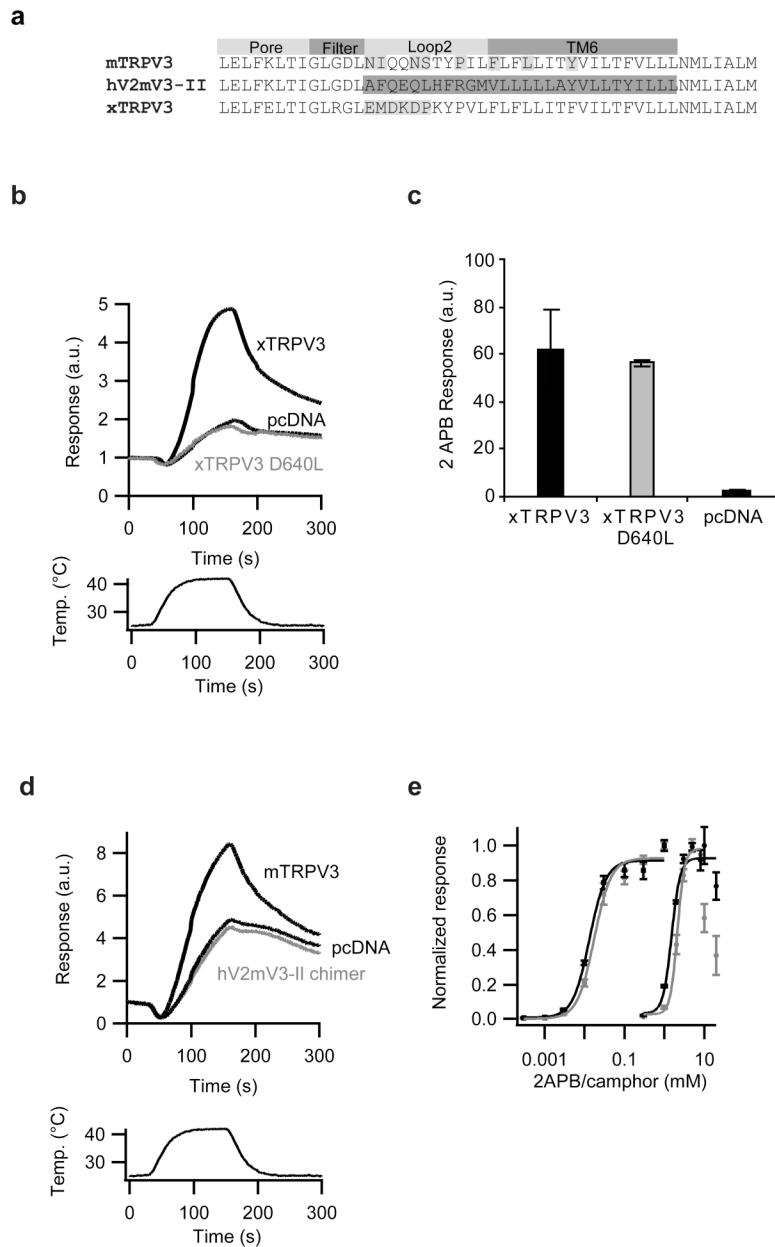 a
Pore Filter Loop2 TM6
mTRPV3 LELFKLTIGLGDLNIQQNSTYPILFLFLLITYVILTFVLLLNMLIALM
hV2mV3-II LELFKLTIGLGDLAFQEQLHFRGMVLLLLLAYVLLTYILLLNMLIALM
xTRPV3 LELFELTIGLRGLEMDKDPKYPVLFLFLLITFVILTFVLLLNMLIALM
b
Response (a.u.)
5
4
3
2
1
0
xTRPV3
pcDNA
xTRPV3 D640L
0 100 200 300
Time (s)
Temp. (°C)
40
30
0 100 200 300
Time (s)
c
2 APB Response (a.u.)
100
80
60
40
20
0
xTRPV3 xTRPV3 D640L pcDNA
d
Response (a.u.)
8
6
4
2
0
mTRPV3
pcDNA
hV2mV3-II chimer
0 100 200 300
Time (s)
Temp. (°C)
40
30
0 100 200 300
Time (s)
e
Normalized response
1.0
0.8
0.6
0.4
0.2
0.0
0.001 0.1 10
2APB/camphor (mM)